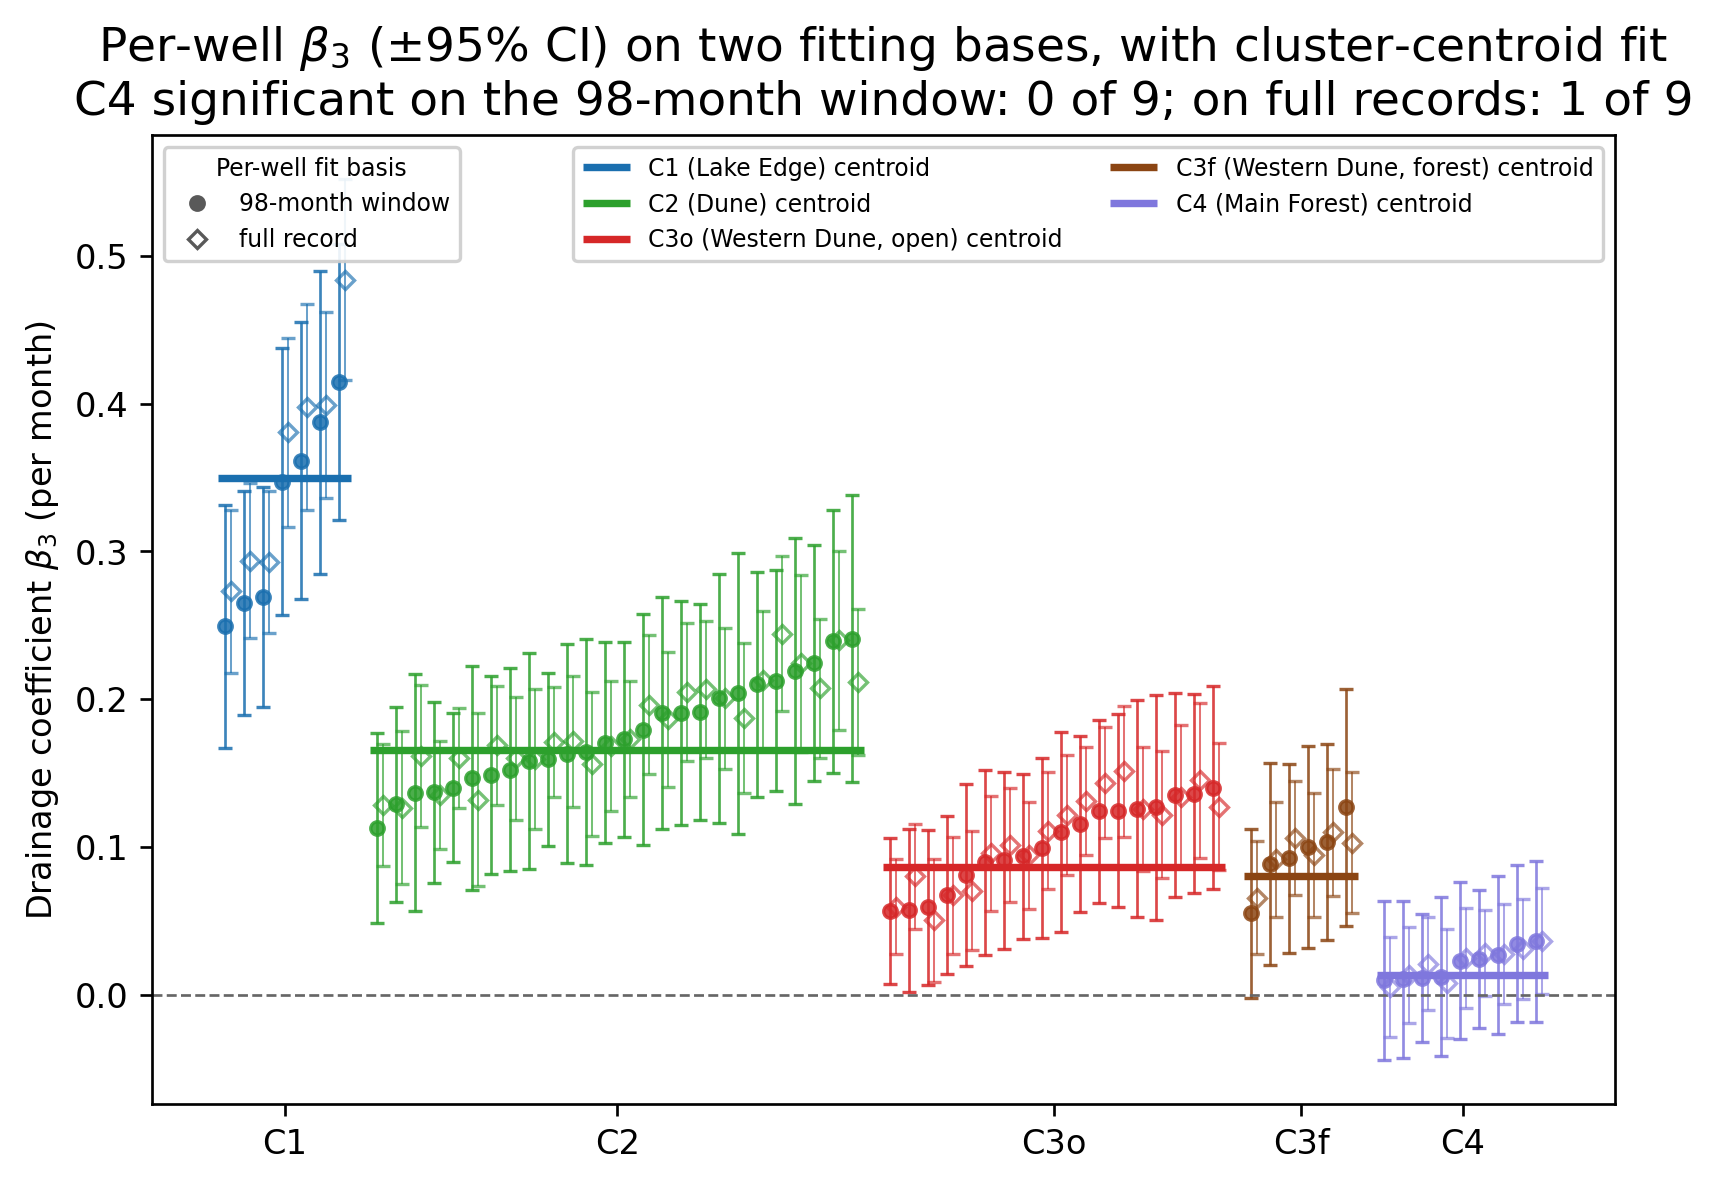 Per-well β₃ (±95% CI) on two fitting bases, with cluster-centroid fit
C4 significant on the 98-month window: 0 of 9; on full records: 1 of 9
Per-well fit basis
98-month window
full record
C1 (Lake Edge) centroid
C2 (Dune) centroid
C3o (Western Dune, open) centroid
C3f (Western Dune, forest) centroid
C4 (Main Forest) centroid
Drainage coefficient β₃ (per month)
0.5
0.4
0.3
0.2
0.1
0.0
C1
C2
C3o
C3f
C4